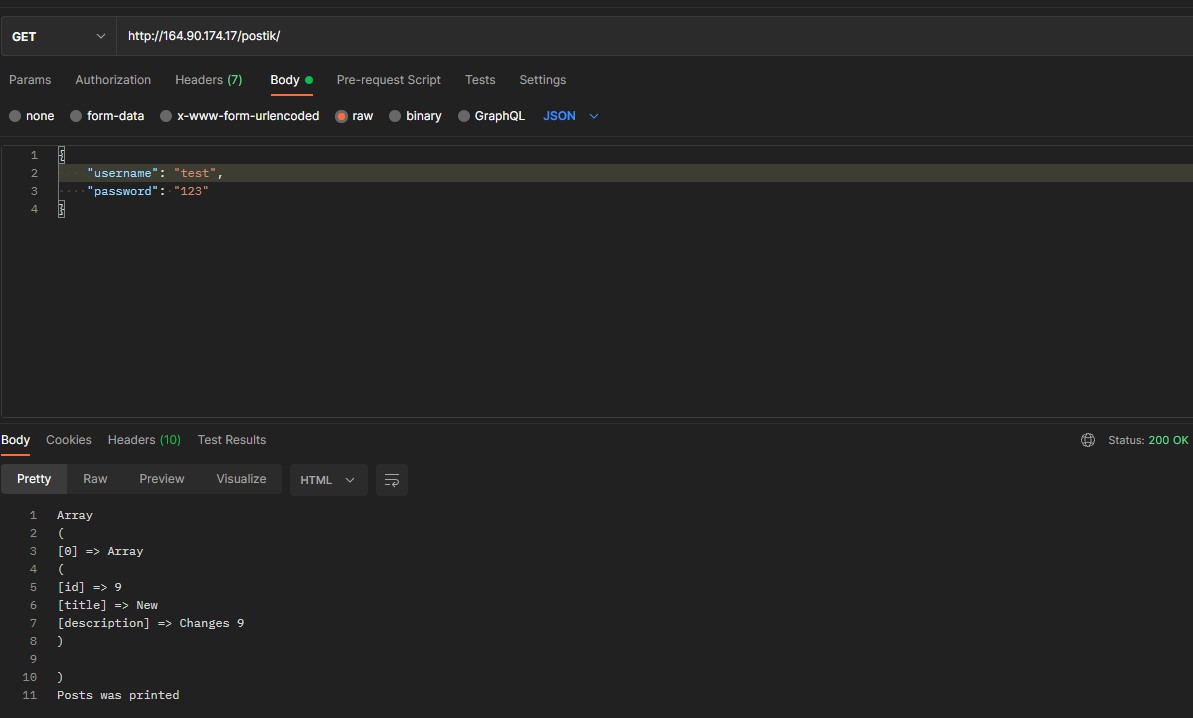 GET http://164.90.174.17/postik/
Params Authorization Headers (7) Body Pre-request Script Tests Settings
none form-data x-www-form-urlencoded raw binary GraphQL JSON
1 {
2 "username": "test",
3 "password": "123"
4 }
Body Cookies Headers (10) Test Results Status: 200 OK
Pretty Raw Preview Visualize HTML
1 Array
2 (
3 [0] => Array
4 (
5 [id] => 9
6 [title] => New
7 [description] => Changes 9
8 )
9
10 )
11 Posts was printed